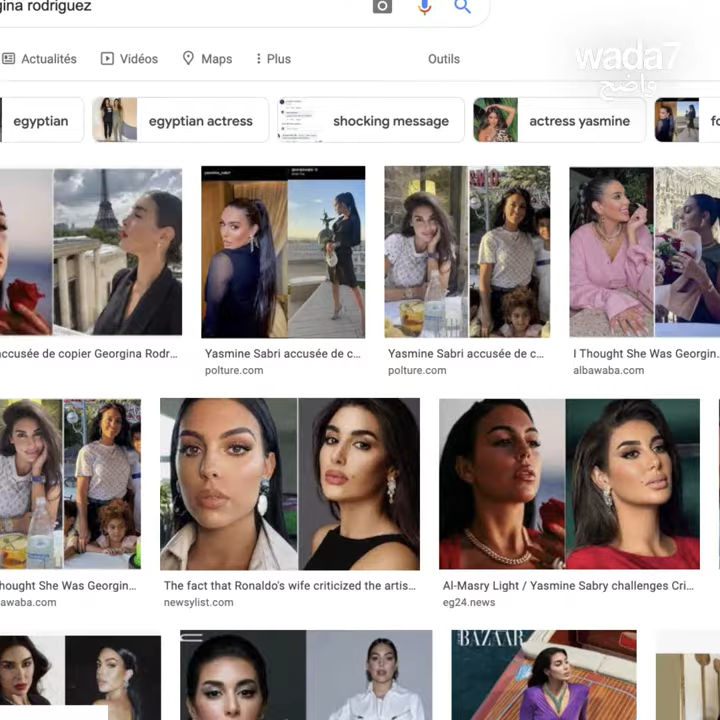 gina rodriguez
Actualités
Vidéos
Maps
Plus
Outils
wada7
واضح
egyptian
egyptian actress
shocking message
actress yasmine
fo
accusée de copier Georgina Rodr...
Yasmine Sabri accusée de c...
polture.com
Yasmine Sabri accusée de c...
polture.com
I Thought She Was Georgin.
albawaba.com
hought She Was Georgin...
awaba.com
The fact that Ronaldo's wife criticized the artis...
newsylist.com
Al-Masry Light / Yasmine Sabry challenges Cri...
eg24.news
BAZAAR